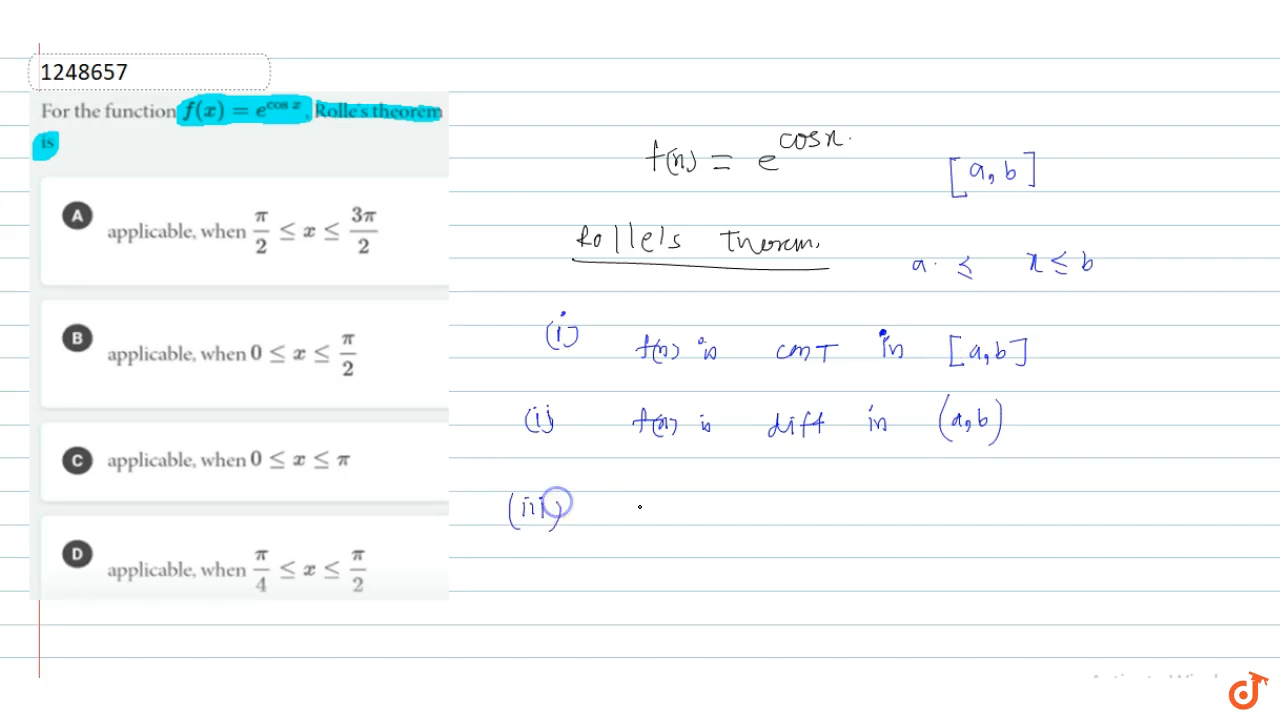 1248657
For the function f(x) = e^{cos x}, Rolle's theorem
is
A applicable, when π/2 ≤ x ≤ 3π/2
B applicable, when 0 ≤ x ≤ π/2
C applicable, when 0 ≤ x ≤ π
D applicable, when π/4 ≤ x ≤ π/2
f(x) = e^{cosx}.
[a, b]
Rolle's Theorem.
a ≤ x ≤ b
(i) f(x) is cont in [a, b]
(ii) f(x) is diff in (a, b)
(iii)